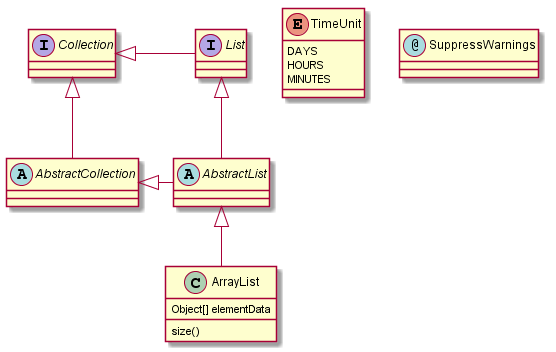 I Collection
I List
E TimeUnit
DAYS
HOURS
MINUTES
@ SuppressWarnings
A AbstractCollection
A AbstractList
C ArrayList
Object[] elementData
size()